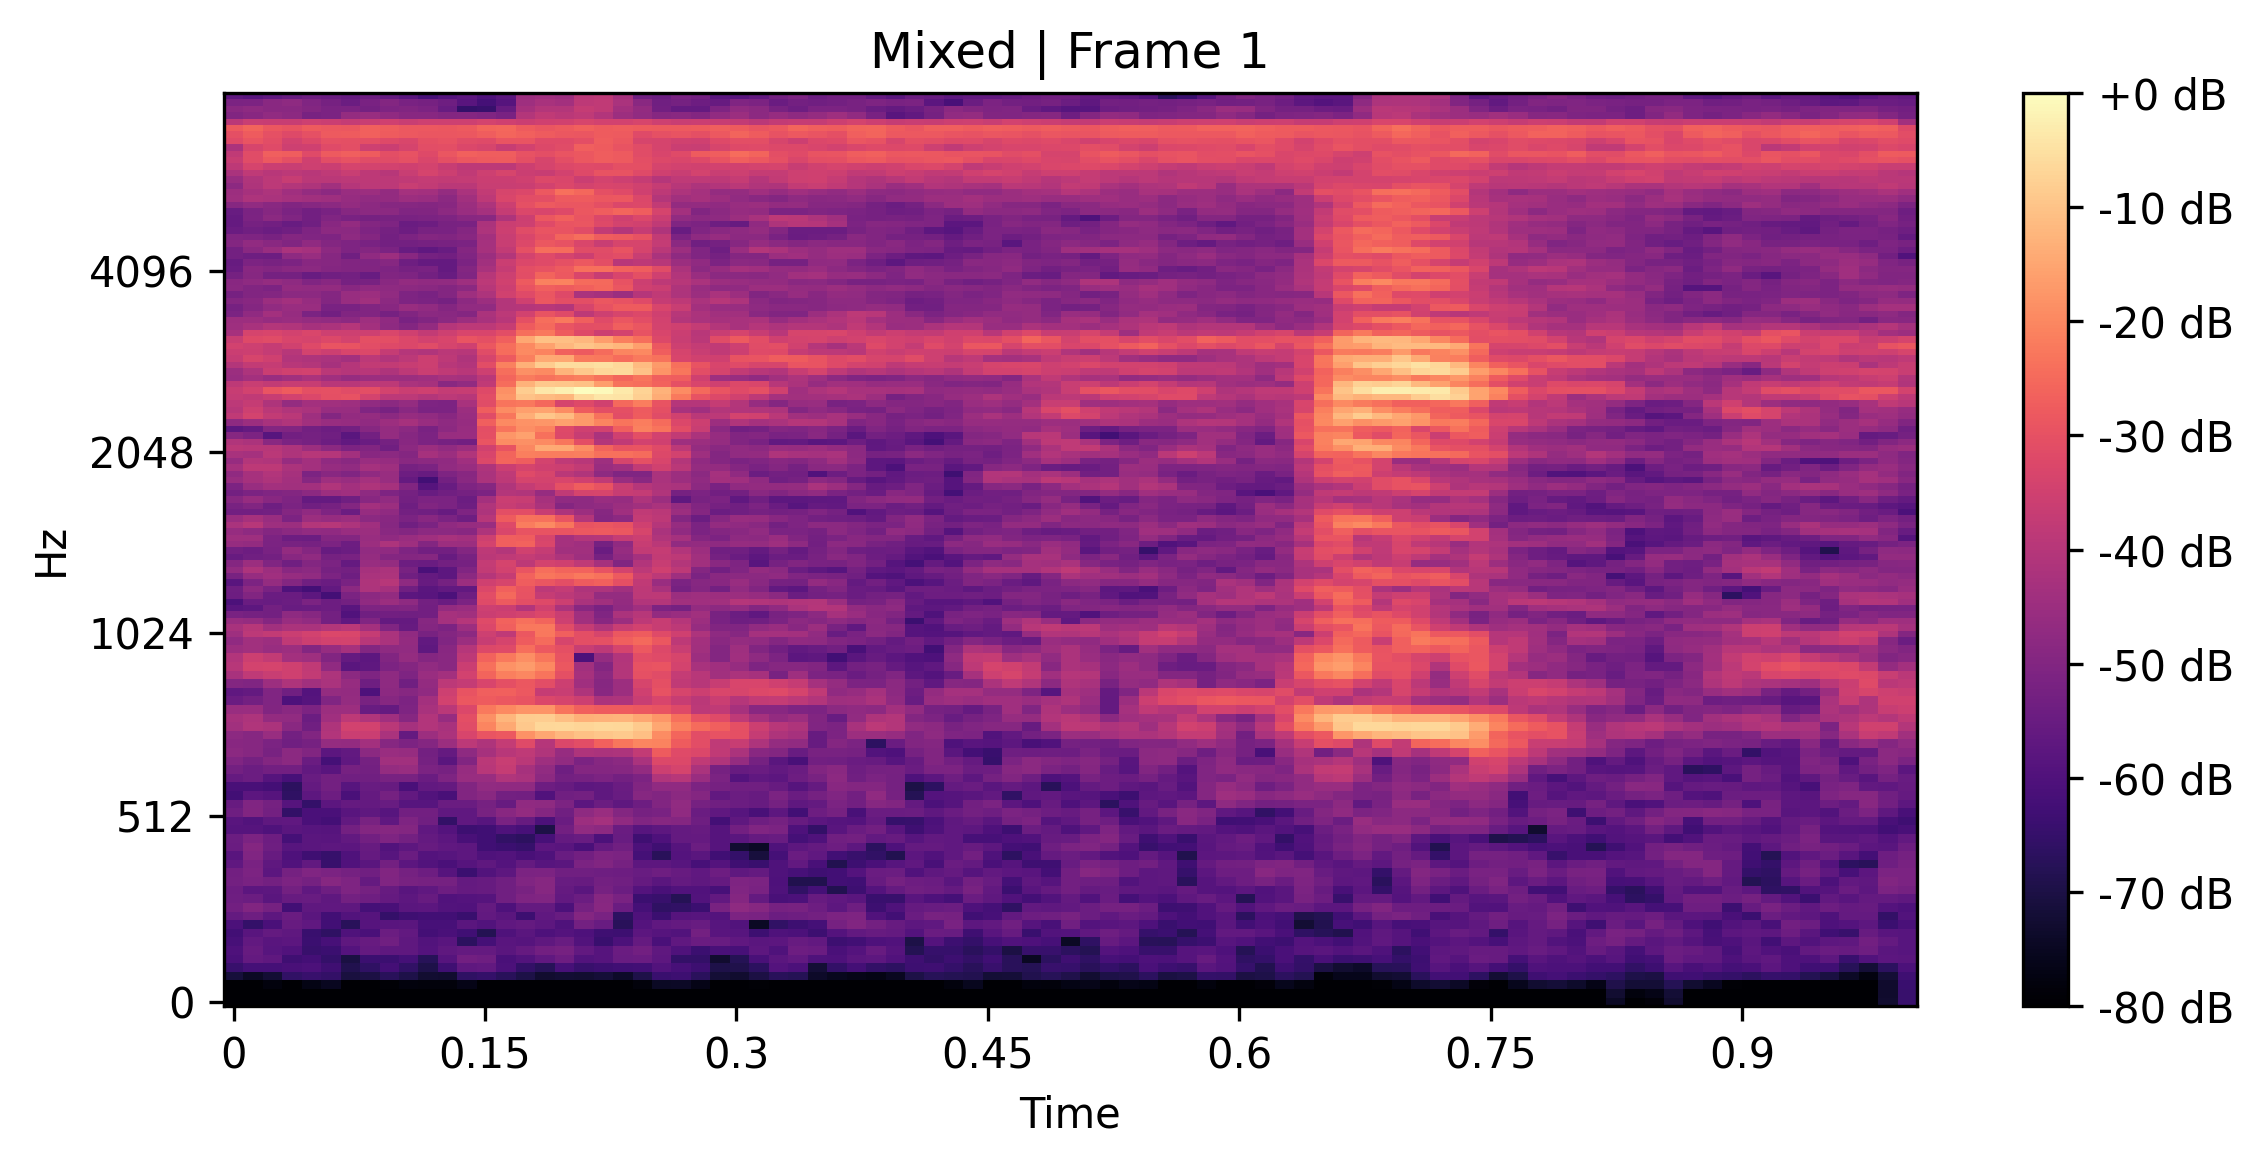 Mixed | Frame 1
+0 dB
-10 dB
-20 dB
-30 dB
-40 dB
-50 dB
-60 dB
-70 dB
-80 dB
4096
2048
1024
512
0
Hz
0 0.15 0.3 0.45 0.6 0.75 0.9
Time